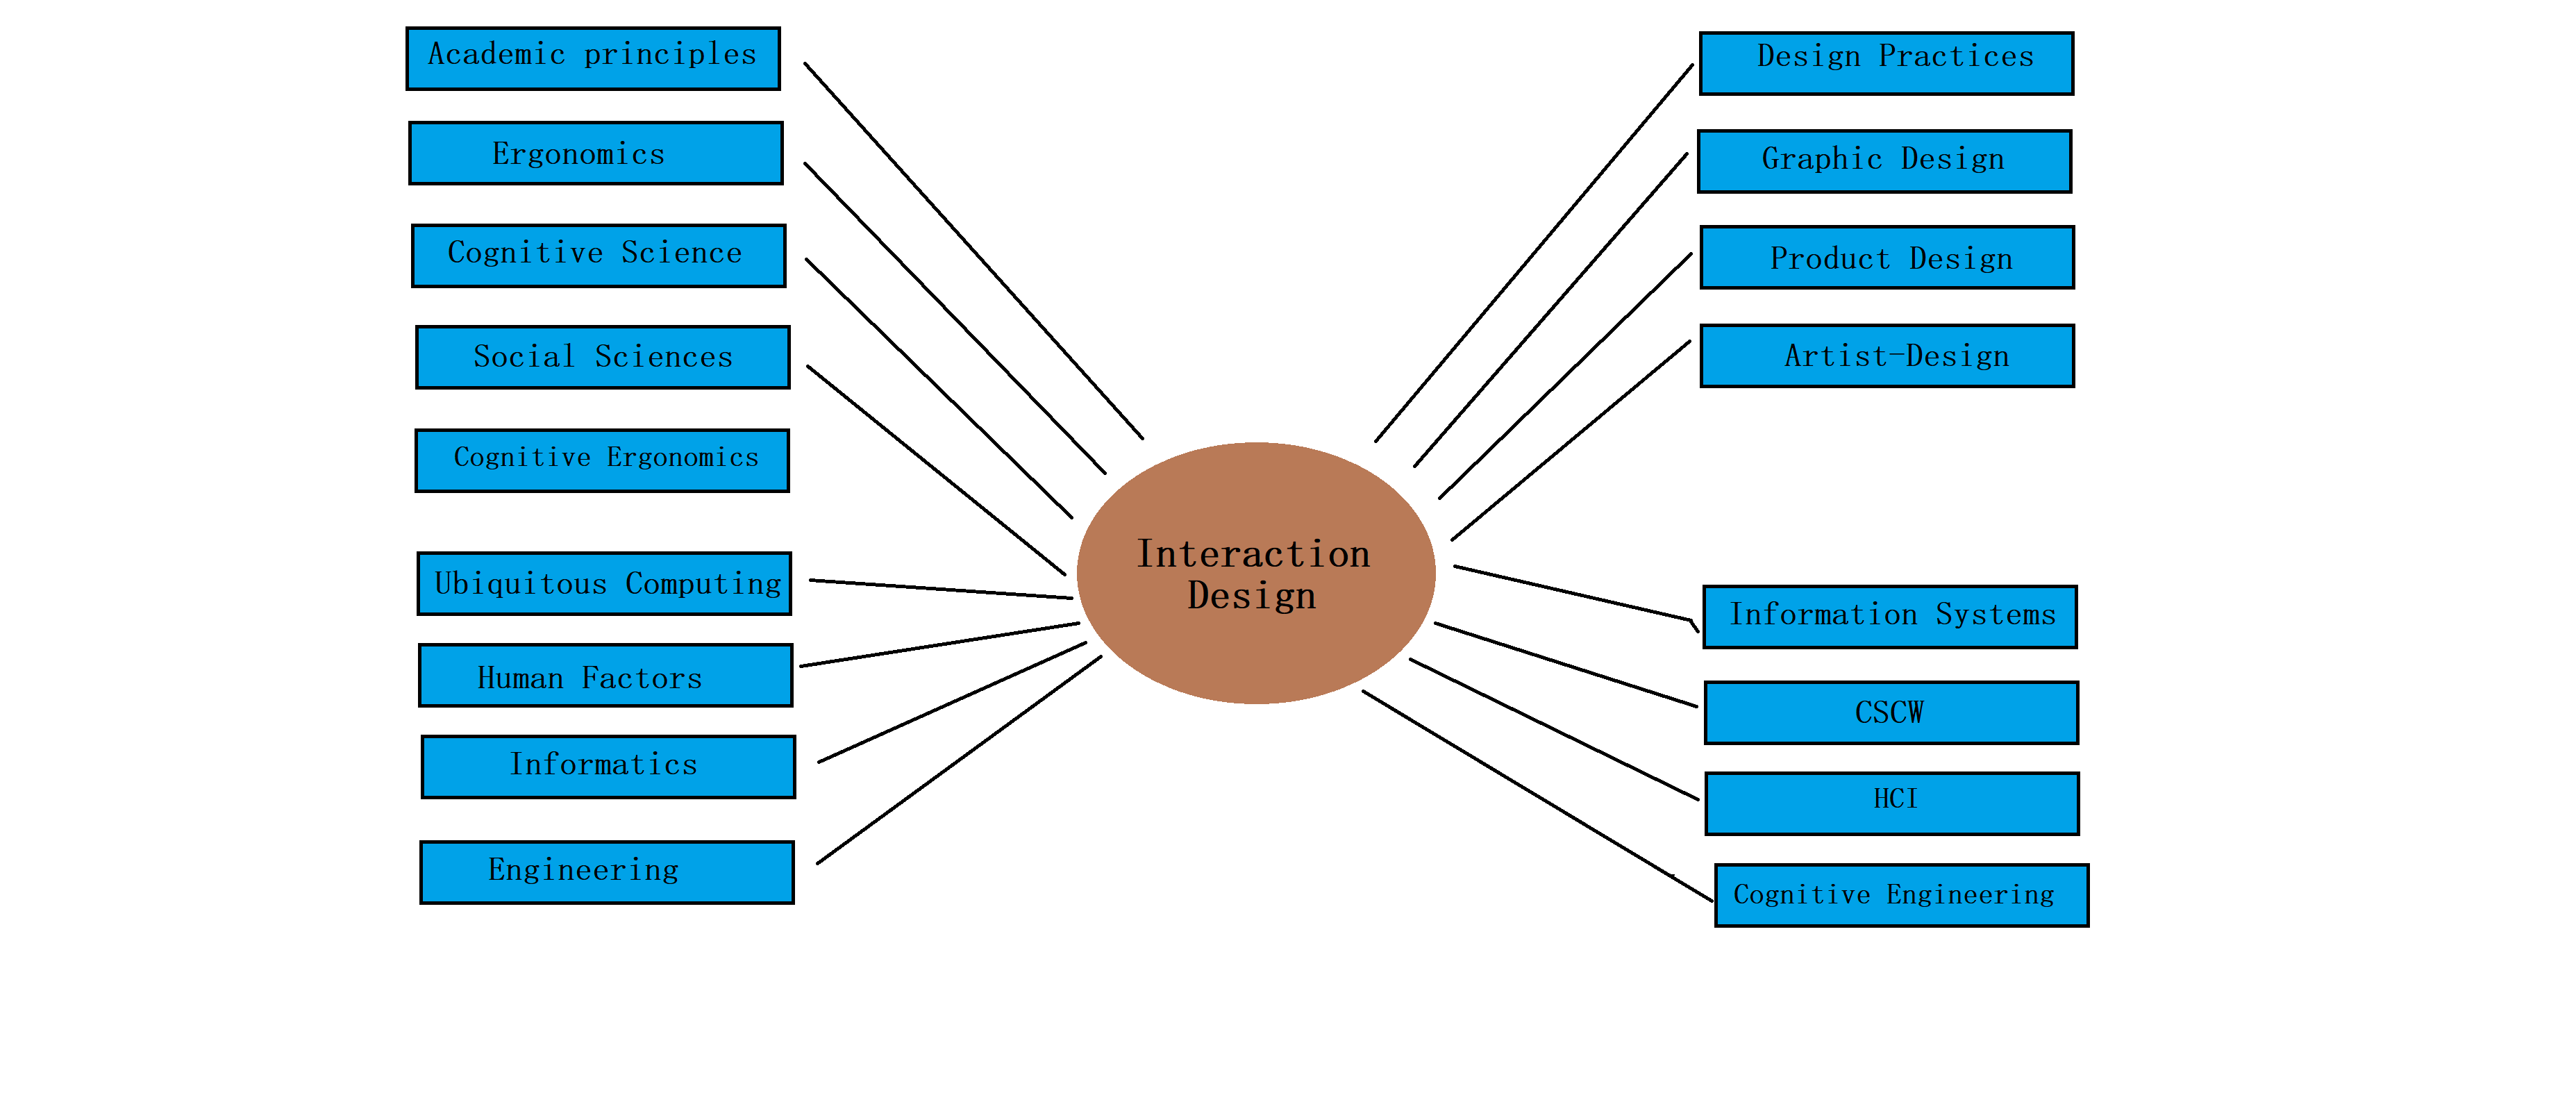 Academic principles
Ergonomics
Cognitive Science
Social Sciences
Cognitive Ergonomics
Ubiquitous Computing
Human Factors
Informatics
Engineering
Interaction
Design
Design Practices
Graphic Design
Product Design
Artist-Design
Information Systems
CSCW
HCI
Cognitive Engineering